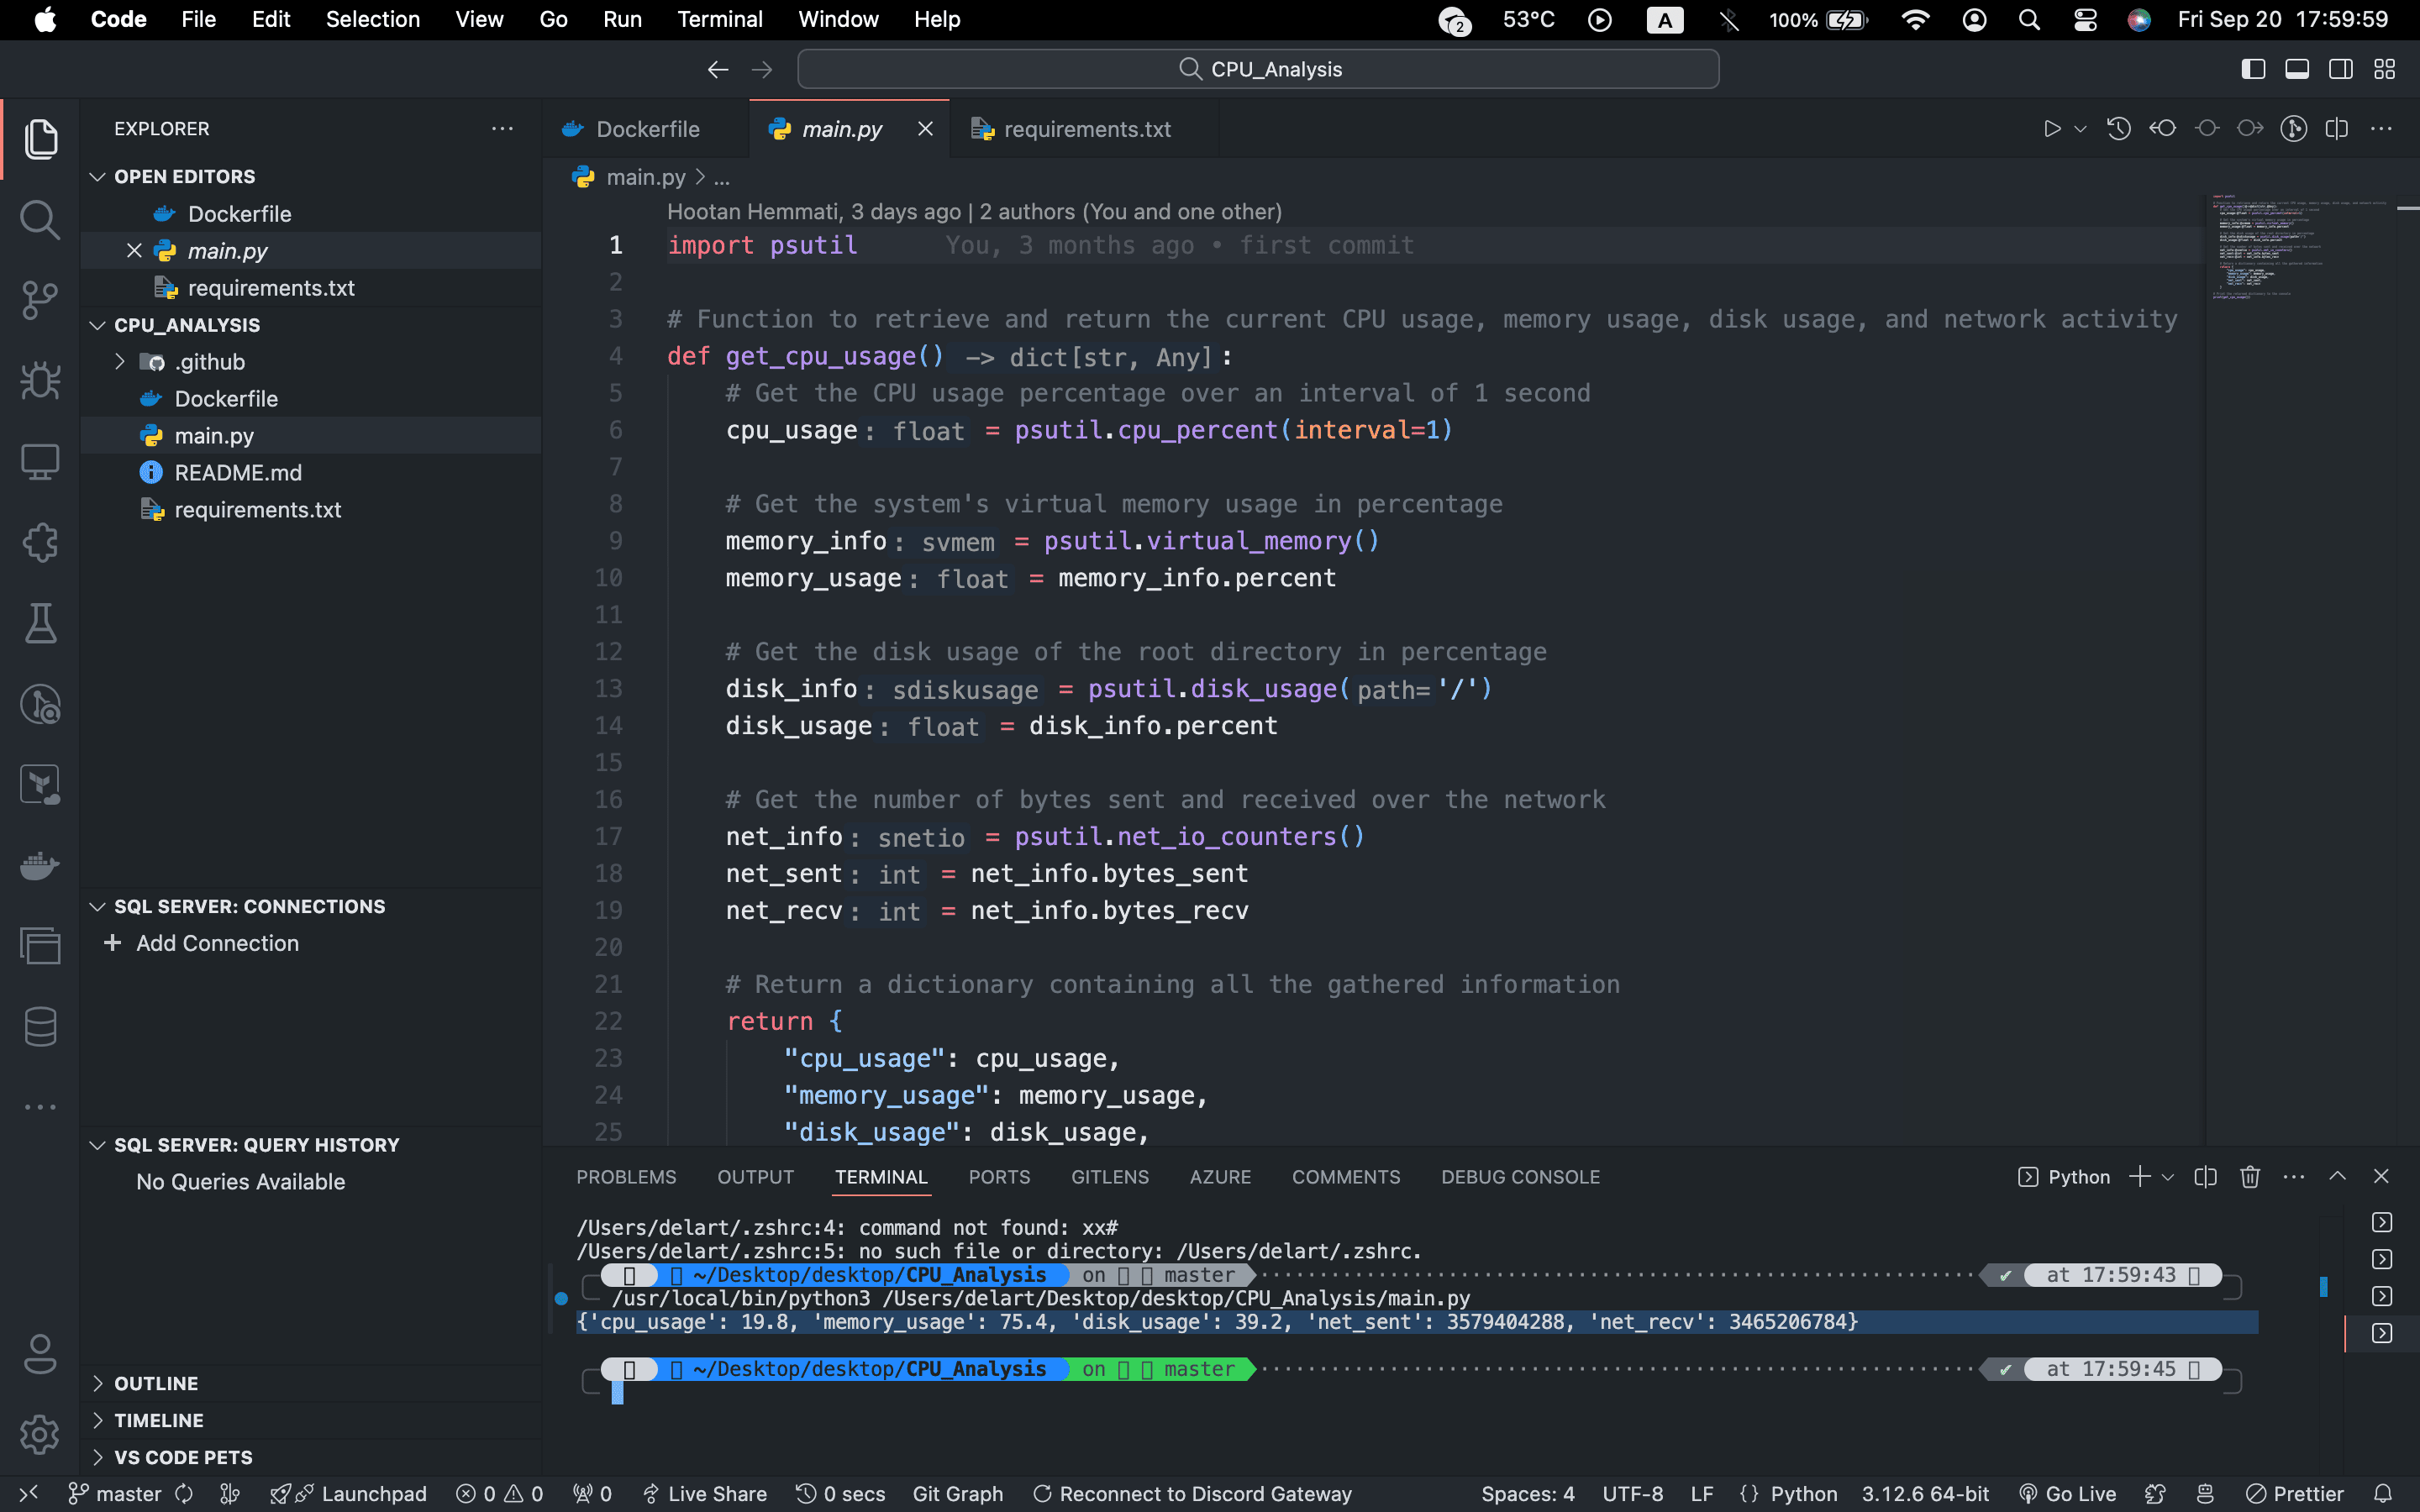 Code File Edit Selection View Go Run Terminal Window Help 2 53°C A 100% Fri Sep 20 17:59:59
CPU_Analysis
EXPLORER
OPEN EDITORS
Dockerfile
main.py
requirements.txt
CPU_ANALYSIS
.github
Dockerfile
main.py
README.md
requirements.txt
SQL SERVER: CONNECTIONS
Add Connection
SQL SERVER: QUERY HISTORY
No Queries Available
OUTLINE
TIMELINE
VS CODE PETS
Dockerfile main.py requirements.txt
main.py > ...
Hootan Hemmati, 3 days ago | 2 authors (You and one other)
1 import psutil You, 3 months ago • first commit
2
3 # Function to retrieve and return the current CPU usage, memory usage, disk usage, and network activity
4 def get_cpu_usage() -> dict[str, Any]:
5 # Get the CPU usage percentage over an interval of 1 second
6 cpu_usage: float = psutil.cpu_percent(interval=1)
7
8 # Get the system's virtual memory usage in percentage
9 memory_info: svmem = psutil.virtual_memory()
10 memory_usage: float = memory_info.percent
11
12 # Get the disk usage of the root directory in percentage
13 disk_info: sdiskusage = psutil.disk_usage(path='/')
14 disk_usage: float = disk_info.percent
15
16 # Get the number of bytes sent and received over the network
17 net_info: snetio = psutil.net_io_counters()
18 net_sent: int = net_info.bytes_sent
19 net_recv: int = net_info.bytes_recv
20
21 # Return a dictionary containing all the gathered information
22 return {
23 "cpu_usage": cpu_usage,
24 "memory_usage": memory_usage,
25 "disk_usage": disk_usage,
PROBLEMS OUTPUT TERMINAL PORTS GITLENS AZURE COMMENTS DEBUG CONSOLE Python
/Users/delart/.zshrc:4: command not found: xx#
/Users/delart/.zshrc:5: no such file or directory: /Users/delart/.zshrc.
~/Desktop/desktop/CPU_Analysis on master ✔ at 17:59:43
/usr/local/bin/python3 /Users/delart/Desktop/desktop/CPU_Analysis/main.py
{'cpu_usage': 19.8, 'memory_usage': 75.4, 'disk_usage': 39.2, 'net_sent': 3579404288, 'net_recv': 3465206784}
~/Desktop/desktop/CPU_Analysis on master ✔ at 17:59:45
master Launchpad 0 0 0 Live Share 0 secs Git Graph Reconnect to Discord Gateway Spaces: 4 UTF-8 LF {} Python 3.12.6 64-bit Go Live Prettier